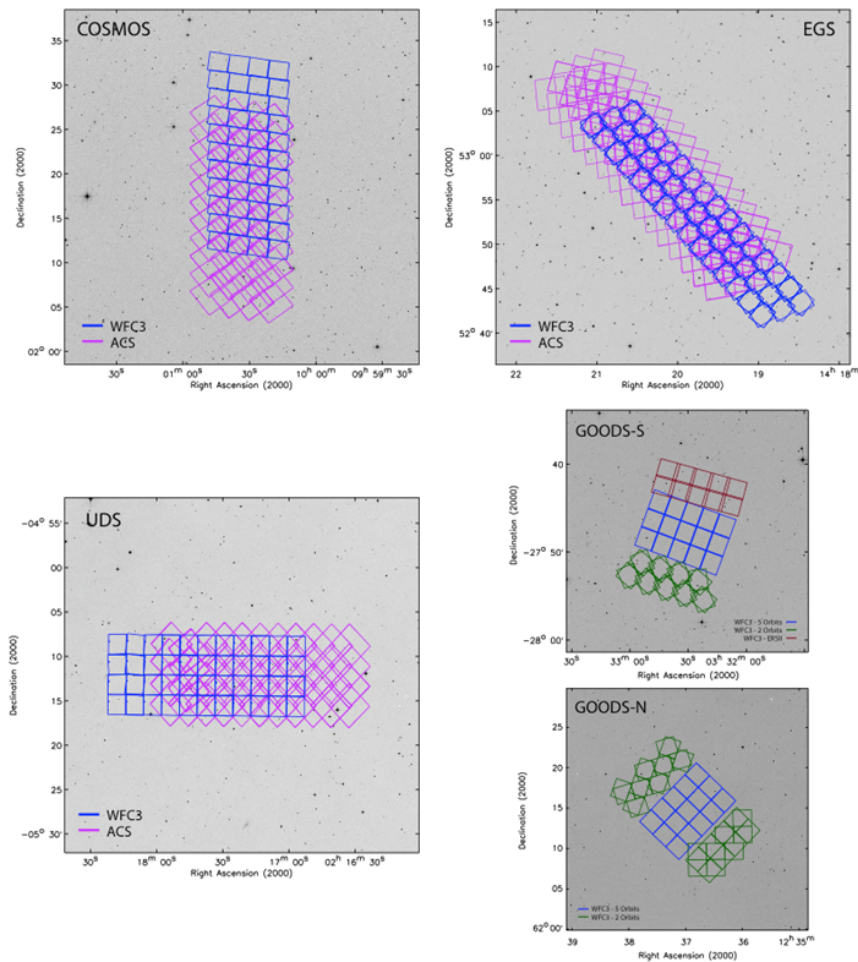 COSMOS
35
30
25
20
15
10
05
02° 00'
Declination (2000)
WFC3
ACS
30ˢ 01ᵐ 00ˢ 30ˢ 10ʰ 00ᵐ 00ˢ 09ʰ 59ᵐ 30ˢ
Right Ascension (2000)
EGS
15
10
05
53° 00'
55
50
45
52° 40'
Declination (2000)
WFC3
ACS
22 21 20 19 14ʰ 18ᵐ
Right Ascension (2000)
UDS
-04° 55'
00
05
10
15
20
25
-05° 30'
Declination (2000)
WFC3
ACS
30ˢ 18ᵐ 00ˢ 30ˢ 17ᵐ 00ˢ 02ʰ 16ᵐ 30ˢ
Right Ascension (2000)
GOODS-S
40
-27° 50'
-28° 00'
Declination (2000)
WFC3 - 5 Orbits
WFC3 - 2 Orbits
WFC3 - ERSII
30ˢ 33ᵐ 00ˢ 30ˢ 03ʰ 32ᵐ 00ˢ
Right Ascension (2000)
GOODS-N
25
20
15
10
05
62° 00'
Declination (2000)
WFC3 - 5 Orbits
WFC3 - 2 Orbits
39 38 37 36 12ʰ 35ᵐ
Right Ascension (2000)